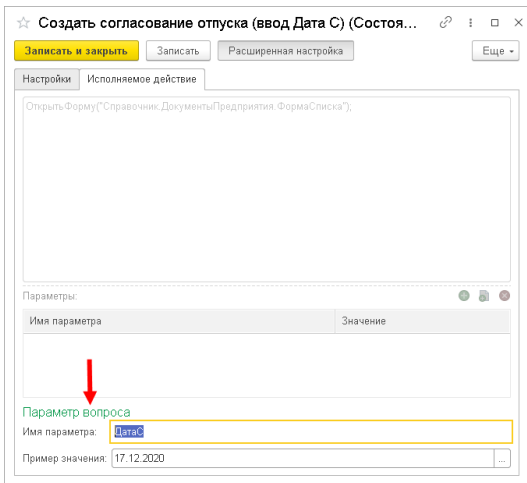 Создать согласование отпуска (ввод Дата С) (Состоя...
Записать и закрыть Записать Расширенная настройка Еще
Настройки Исполняемое действие
ОткрытьФорму("Справочник.ДокументыПредприятия.ФормаСписка");
Параметры:
Имя параметра Значение
Параметр вопроса
Имя параметра: ДатаС
Пример значения: 17.12.2020 ...